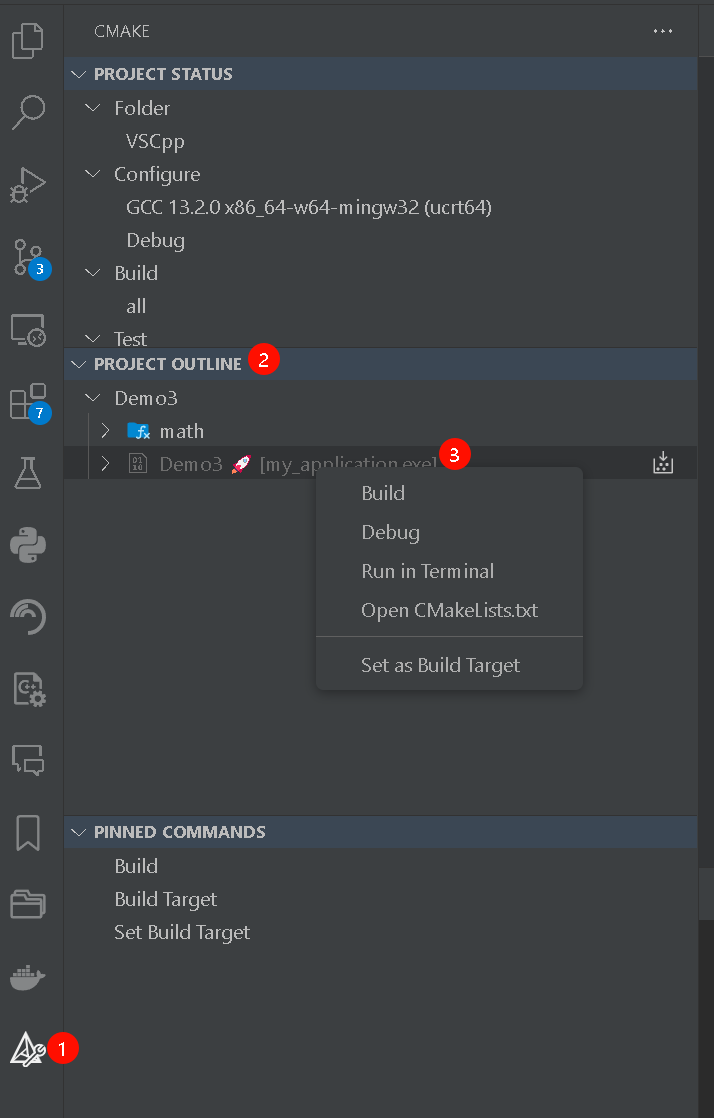 CMAKE
PROJECT STATUS
Folder
VSCpp
Configure
GCC 13.2.0 x86_64-w64-mingw32 (ucrt64)
Debug
3
Build
all
Test
PROJECT OUTLINE 2
Demo3
7
math
Demo3 [my_application.exe] 3
Build
Debug
Run in Terminal
Open CMakeLists.txt
Set as Build Target
PINNED COMMANDS
Build
Build Target
Set Build Target
1